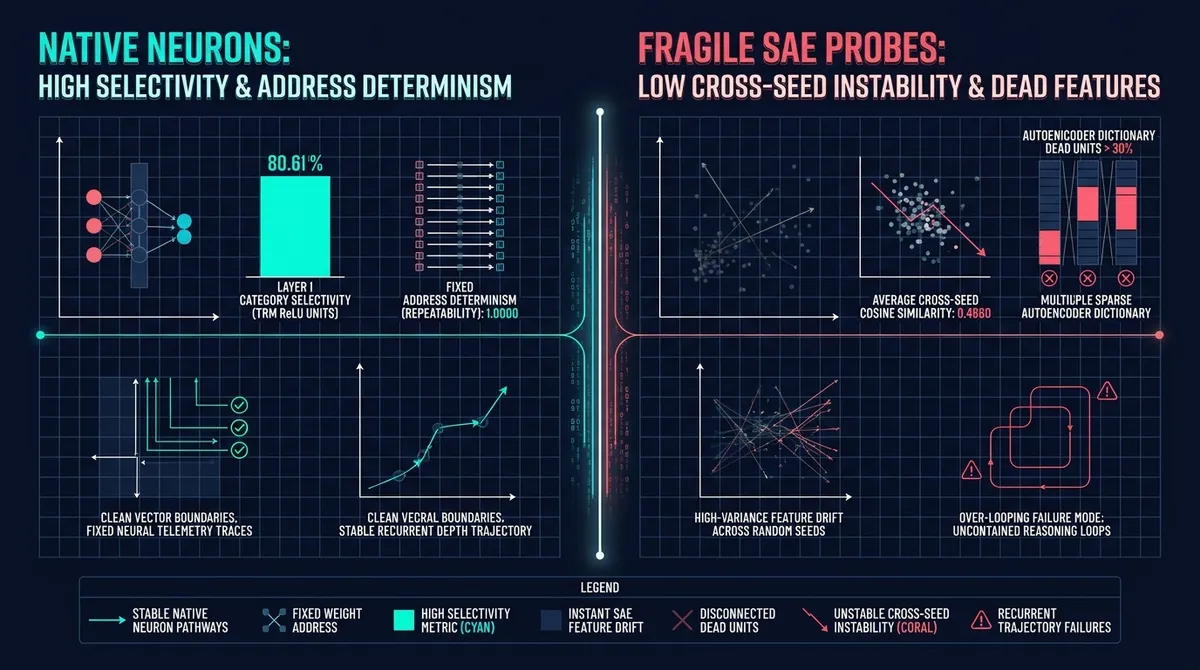 NATIVE NEURONS:
HIGH SELECTIVITY & ADDRESS DETERMINISM
80.61%
LAYER 1
CATEGORY SELECTIVITY
(TRM ReLU UNITS)
FIXED
ADDRESS DETERMINISM
(REPEATABILITY): 1.0000
CLEAN VECTOR BOUNDARIES,
FIXED NEURAL TELEMETRY TRACES
CLEAN VECRAL BOUNDARIES,
STABLE RECURRENT DEPTH TRAJECTORY
FRAGILE SAE PROBES:
LOW CROSS-SEED INSTABILITY & DEAD FEATURES
AVERAGE CROSS-SEED
COSINE SIMILARITY: 0.4860
AUTOENICODER DICTIONARY
DEAD UNITS > 30%
MULTIUPLE SPARSE
AUTOENCODER DICTIONARY
HIGH-VARIANCE FEATURE DRIFT
ACROSS RANDOM SEEDS
OVER-LOOPING FAILURE MODE:
UNCONTAINED REASONING LOOPS
LEGEND
STABLE NATIVE
NEURON PATHWAYS
FIXED WEIGHT
ADDRESS
HIGH SELECTIVITY
METRIC (CYAN)
INSTANT SAE
FEATURE DRIFT
DISCONNECTED
DEAD UNITS
UNSTABLE CROSS-SEED
INSTABILITY (CORAL)
RECURRENT
TRAJECTORY FAILURES